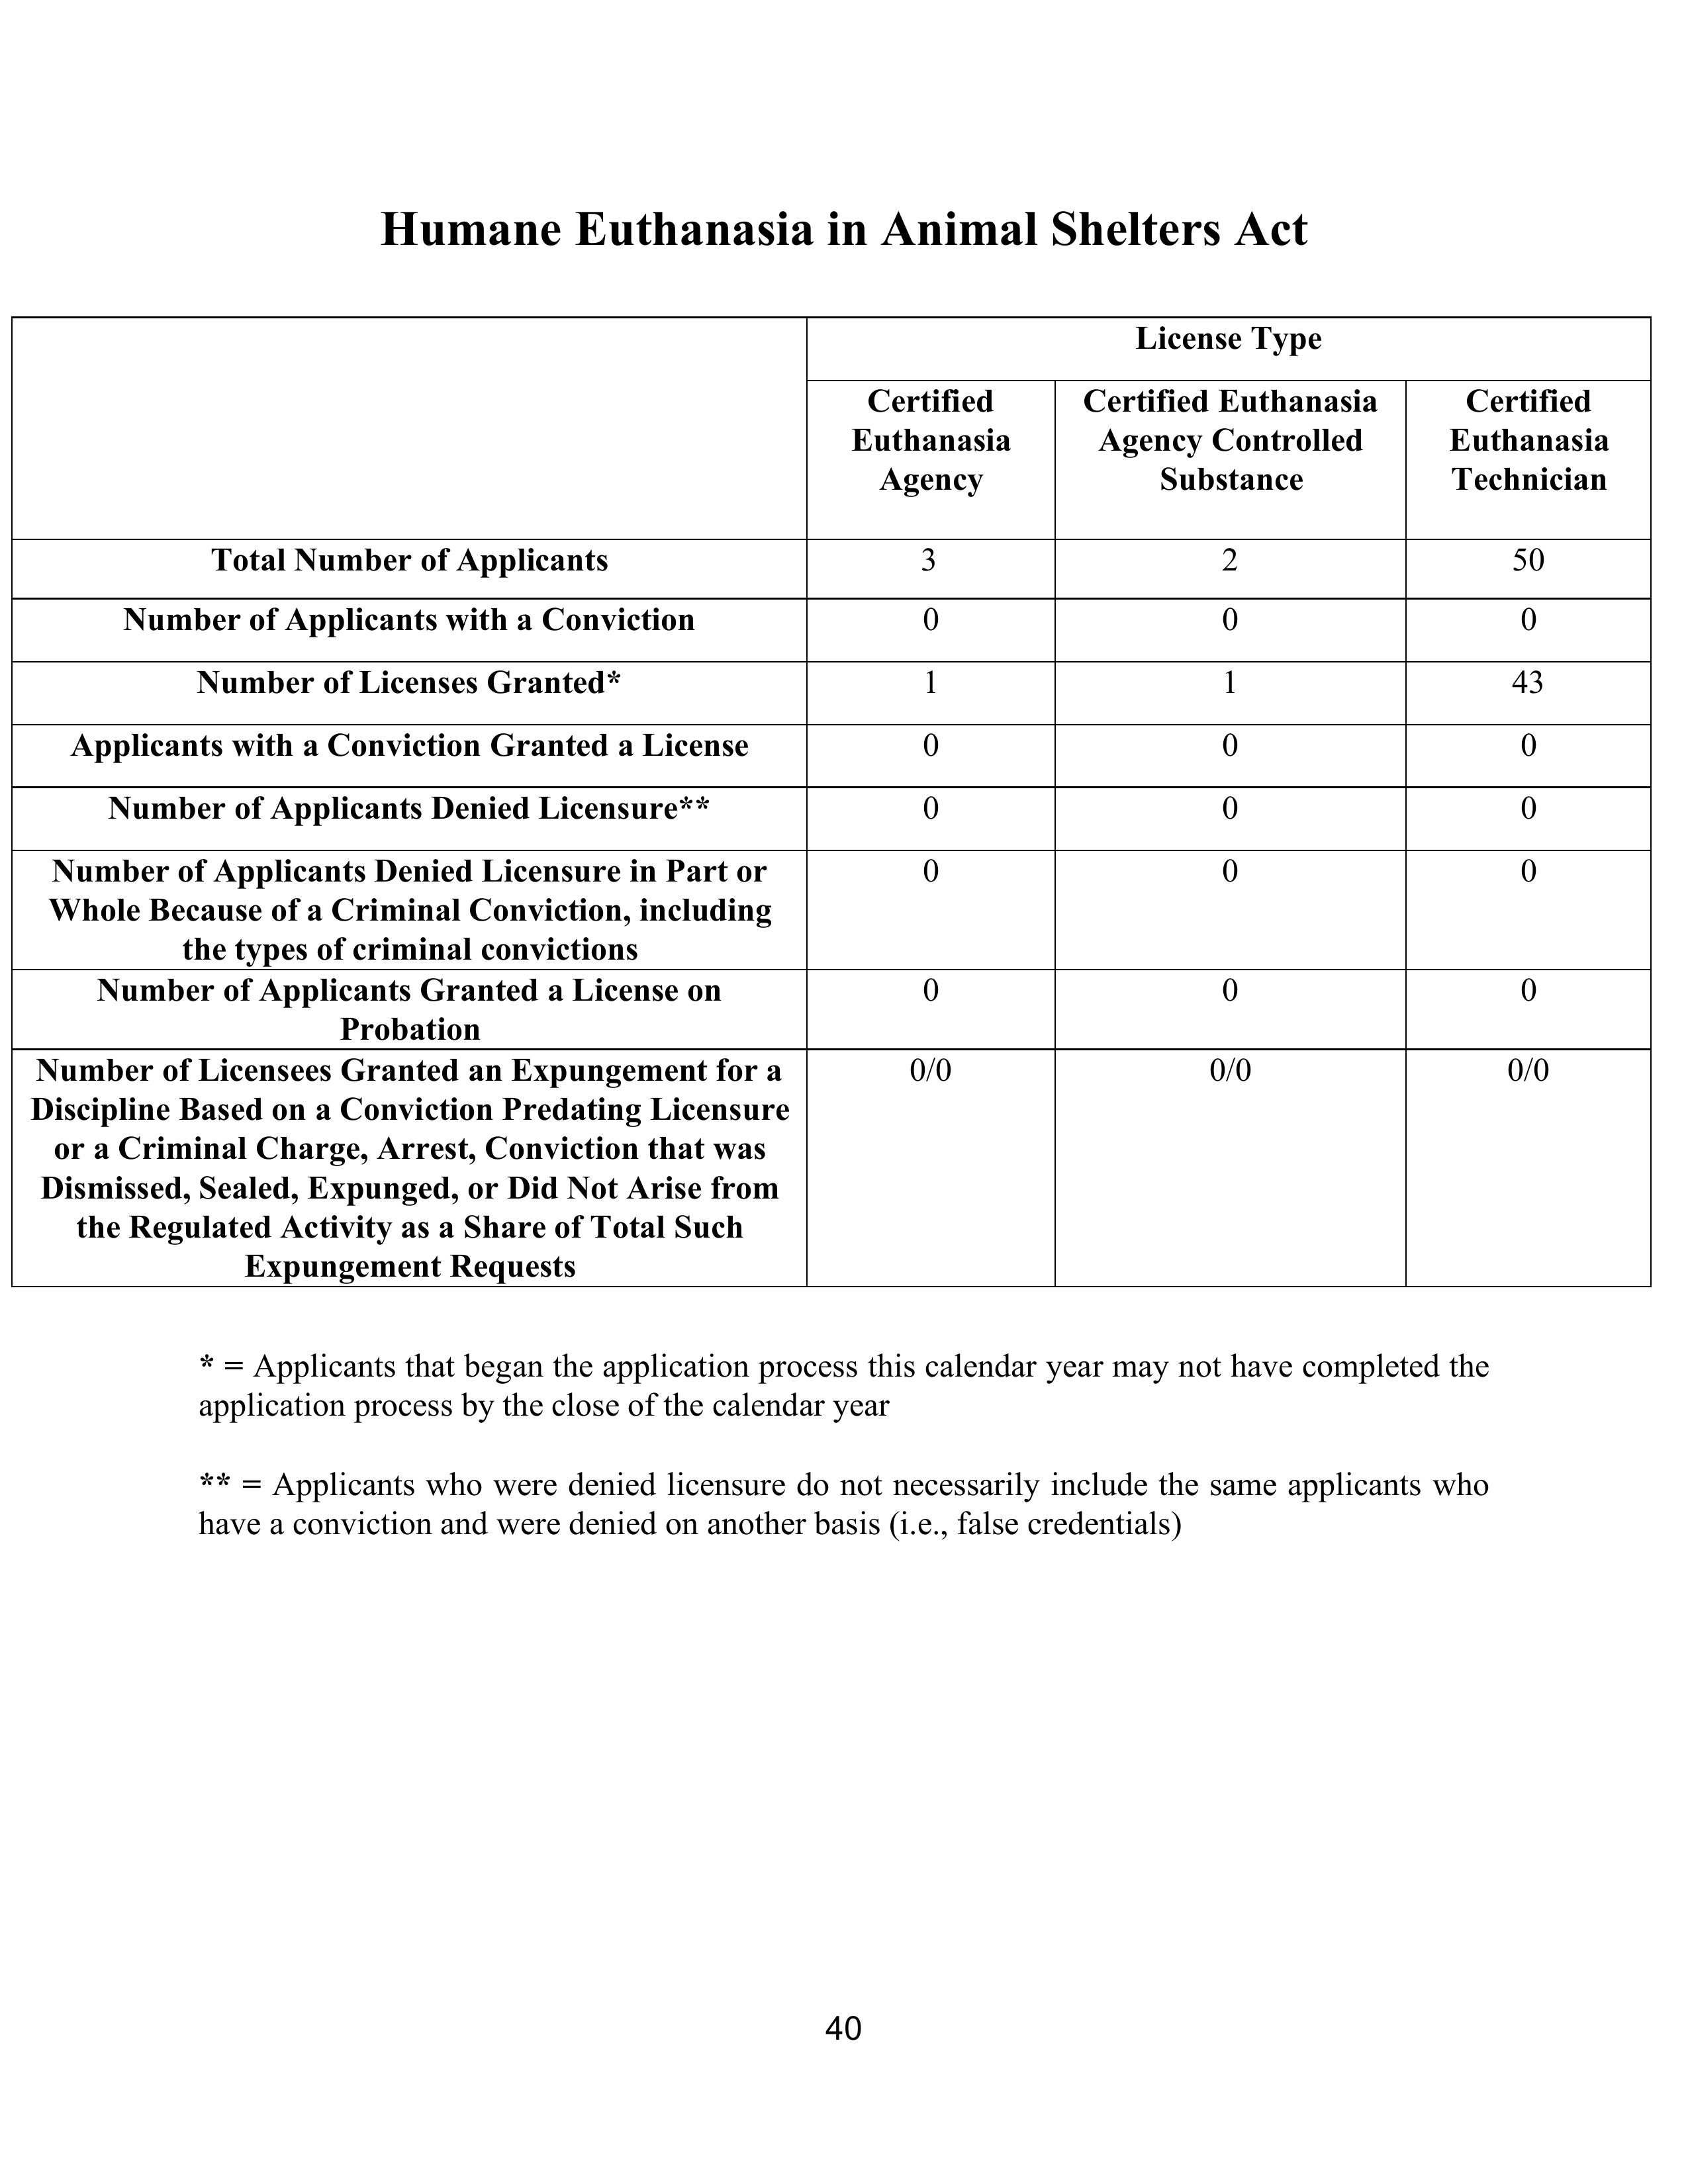 Humane Euthanasia in Animal Shelters Act
License Type
Certified
Euthanasia
Agency
Certified Euthanasia
Agency Controlled
Substance
Certified
Euthanasia
Technician
Total Number of Applicants
3
2
50
Number of Applicants with a Conviction
0
0
0
Number of Licenses Granted*
1
1
43
Applicants with a Conviction Granted a License
0
0
0
Number of Applicants Denied Licensure**
0
0
0
Number of Applicants Denied Licensure in Part or
Whole Because of a Criminal Conviction, including
the types of criminal convictions
0
0
0
Number of Applicants Granted a License on
Probation
0
0
0
Number of Licensees Granted an Expungement for a
Discipline Based on a Conviction Predating Licensure
or a Criminal Charge, Arrest, Conviction that was
Dismissed, Sealed, Expunged, or Did Not Arise from
the Regulated Activity as a Share of Total Such
Expungement Requests
0/0
0/0
0/0
* = Applicants that began the application process this calendar year may not have completed the
application process by the close of the calendar year
** = Applicants who were denied licensure do not necessarily include the same applicants who
have a conviction and were denied on another basis (i.e., false credentials)
40